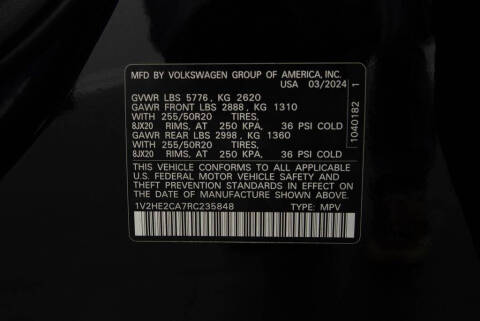 MFD BY VOLKSWAGEN GROUP OF AMERICA, INC.
USA 03/2024
GVWR LBS 5776, KG 2620
GAWR FRONT LBS 2888, KG 1310
WITH 255/50R20 TIRES,
8JX20 RIMS, AT 250 KPA, 36 PSI COLD
GAWR REAR LBS 2998, KG 1360
WITH 255/50R20 TIRES,
8JX20 RIMS, AT 250 KPA, 36 PSI COLD
THIS VEHICLE CONFORMS TO ALL APPLICABLE
U.S. FEDERAL MOTOR VEHICLE SAFETY AND
THEFT PREVENTION STANDARDS IN EFFECT ON
THE DATE OF MANUFACTURE SHOWN ABOVE.
1V2HE2CA7RC235848 TYPE: MPV
1040182 1